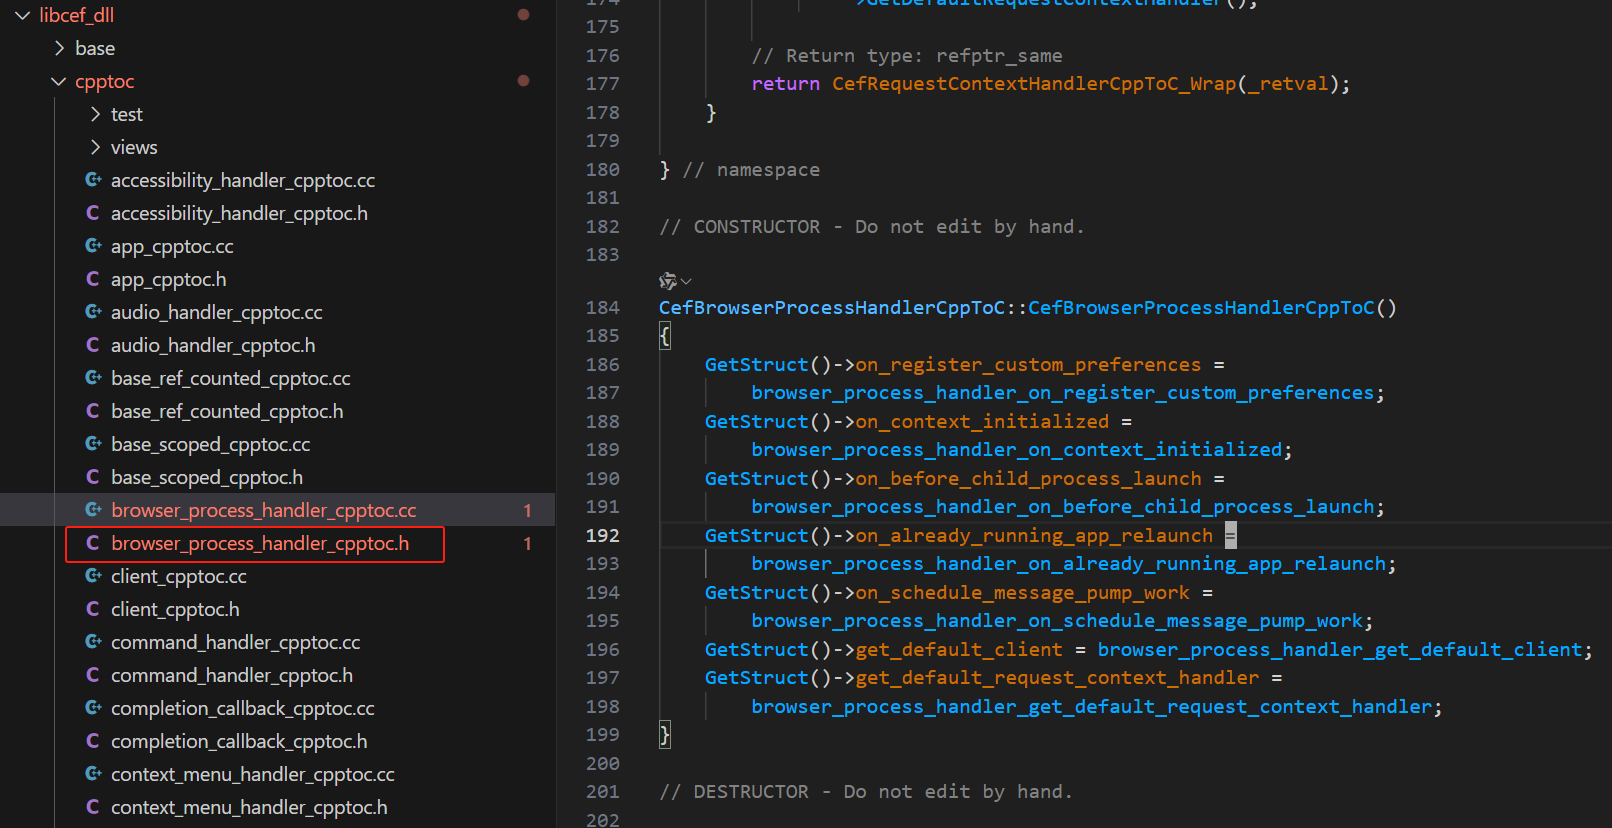 libcef_dll
base
cpptoc
test
views
accessibility_handler_cpptoc.cc
accessibility_handler_cpptoc.h
app_cpptoc.cc
app_cpptoc.h
audio_handler_cpptoc.cc
audio_handler_cpptoc.h
base_ref_counted_cpptoc.cc
base_ref_counted_cpptoc.h
base_scoped_cpptoc.cc
base_scoped_cpptoc.h
browser_process_handler_cpptoc.cc 1
browser_process_handler_cpptoc.h 1
client_cpptoc.cc
client_cpptoc.h
command_handler_cpptoc.cc
command_handler_cpptoc.h
completion_callback_cpptoc.cc
completion_callback_cpptoc.h
context_menu_handler_cpptoc.cc
context_menu_handler_cpptoc.h
174 ->GetDefaultRequestContextHandler();
175
176 // Return type: refptr_same
177 return CefRequestContextHandlerCppToC_Wrap(_retval);
178 }
179
180 } // namespace
181
182 // CONSTRUCTOR - Do not edit by hand.
183
184 CefBrowserProcessHandlerCppToC::CefBrowserProcessHandlerCppToC()
185 {
186 GetStruct()->on_register_custom_preferences =
187 browser_process_handler_on_register_custom_preferences;
188 GetStruct()->on_context_initialized =
189 browser_process_handler_on_context_initialized;
190 GetStruct()->on_before_child_process_launch =
191 browser_process_handler_on_before_child_process_launch;
192 GetStruct()->on_already_running_app_relaunch =
193 browser_process_handler_on_already_running_app_relaunch;
194 GetStruct()->on_schedule_message_pump_work =
195 browser_process_handler_on_schedule_message_pump_work;
196 GetStruct()->get_default_client = browser_process_handler_get_default_client;
197 GetStruct()->get_default_request_context_handler =
198 browser_process_handler_get_default_request_context_handler;
199 }
200
201 // DESTRUCTOR - Do not edit by hand.
202